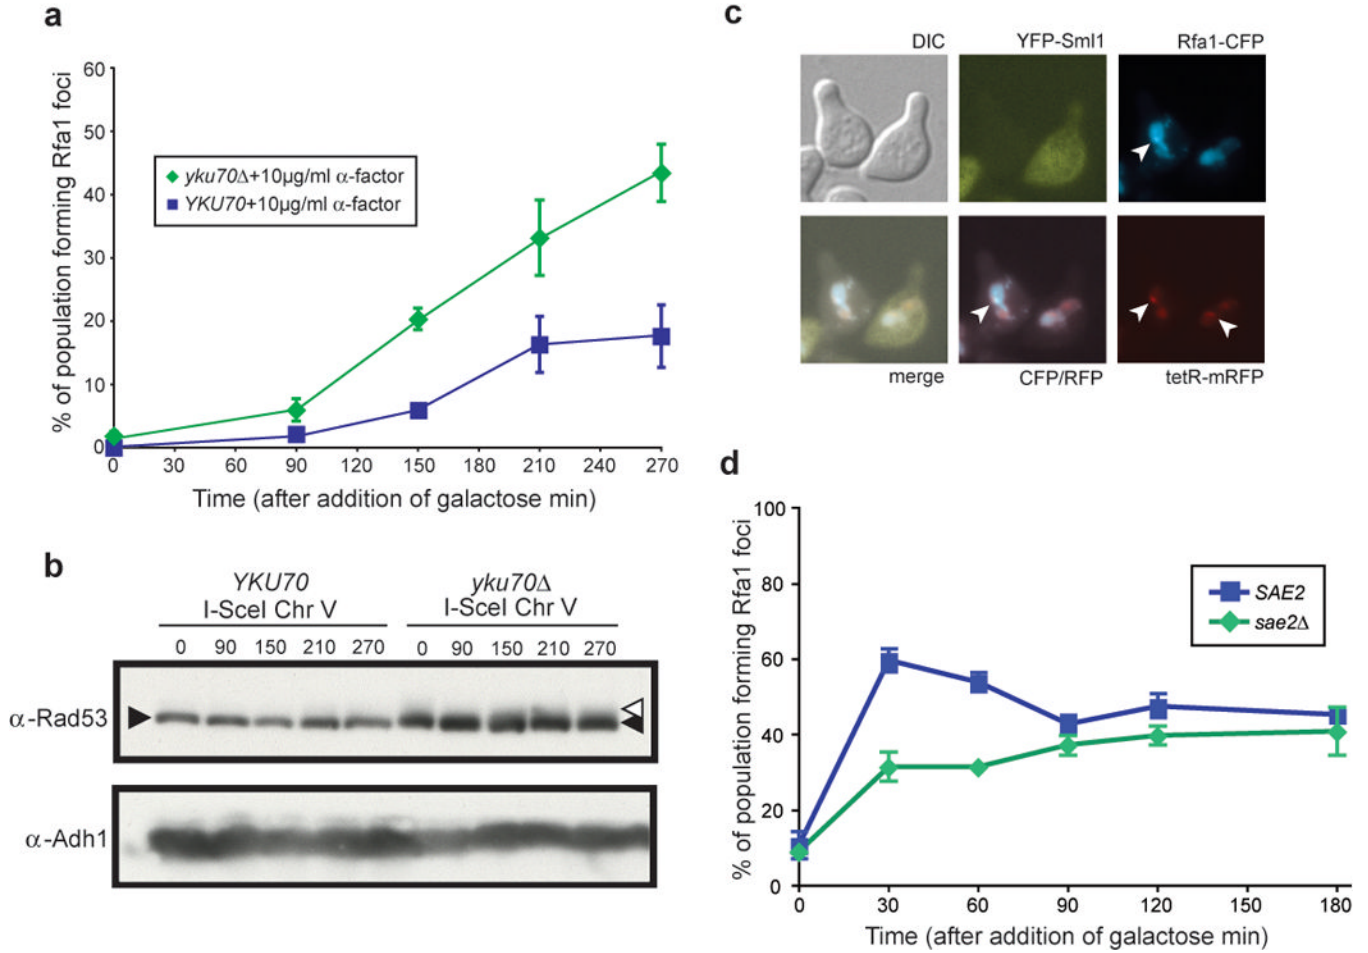 a
% of population forming Rfa1 foci
60
50
40
30
20
10
0
yku70Δ+10µg/ml α-factor
YKU70+10µg/ml α-factor
0 30 60 90 120 150 180 210 240 270
Time (after addition of galactose min)
b
YKU70 yku70Δ
I-SceI Chr V I-SceI Chr V
0 90 150 210 270 0 90 150 210 270
α-Rad53
α-Adh1
c
DIC YFP-Sml1 Rfa1-CFP
merge CFP/RFP tetR-mRFP
d
% of population forming Rfa1 foci
100
80
60
40
20
0
SAE2
sae2Δ
0 30 60 90 120 150 180
Time (after addition of galactose min)